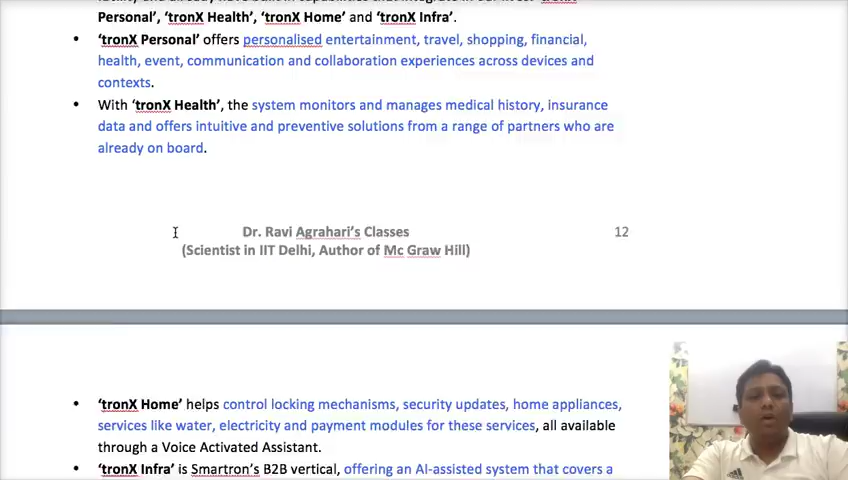 Personal’, ‘tronX Health’, ‘tronX Home’ and ‘tronX Infra’.
• ‘tronX Personal’ offers personalised entertainment, travel, shopping, financial,
health, event, communication and collaboration experiences across devices and
contexts.
• With ‘tronX Health’, the system monitors and manages medical history, insurance
data and offers intuitive and preventive solutions from a range of partners who are
already on board.
Dr. Ravi Agrahari’s Classes 12
(Scientist in IIT Delhi, Author of Mc Graw Hill)
• ‘tronX Home’ helps control locking mechanisms, security updates, home appliances,
services like water, electricity and payment modules for these services, all available
through a Voice Activated Assistant.
• ‘tronX Infra’ is Smartron’s B2B vertical, offering an AI-assisted system that covers a